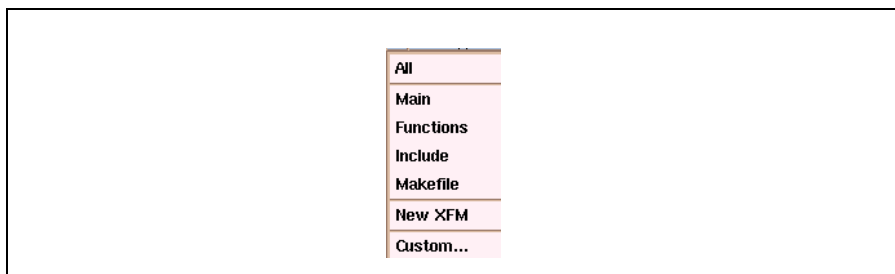 All
Main
Functions
Include
Makefile
New XFM
Custom...